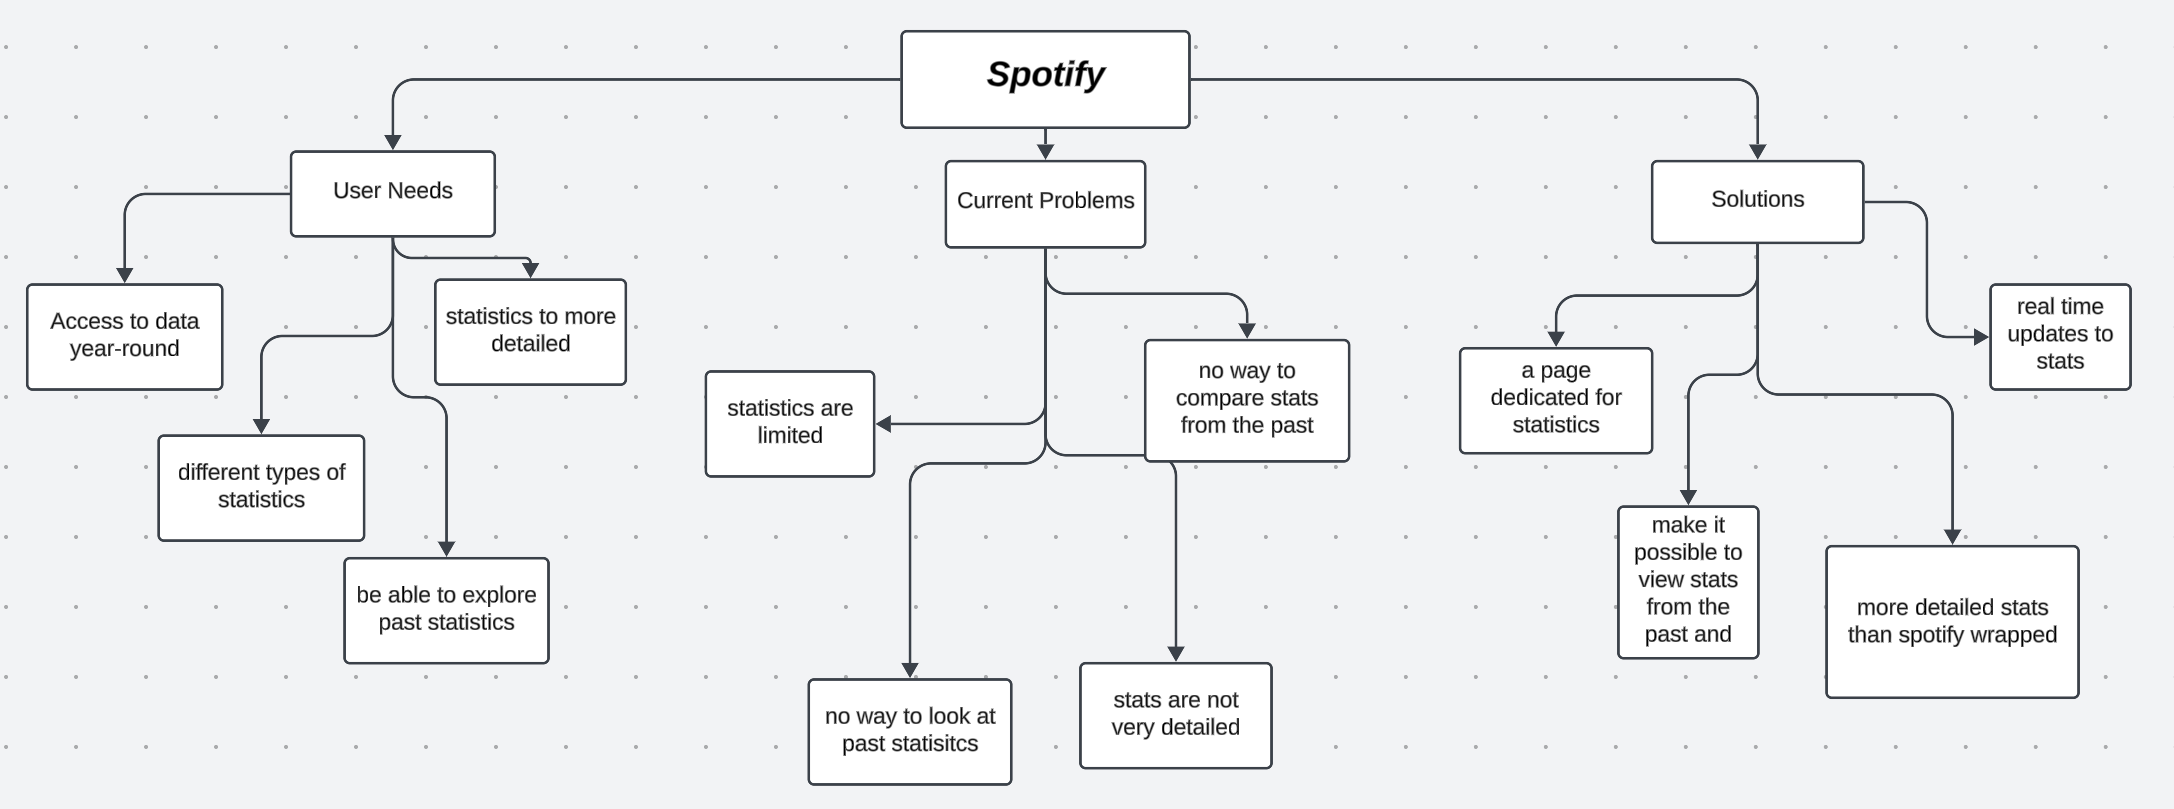 Spotify
User Needs
Current Problems
Solutions
Access to data
year-round
statistics to more
detailed
different types of
statistics
be able to explore
past statistics
statistics are
limited
no way to
compare stats
from the past
no way to look at
past statisitcs
stats are not
very detailed
a page
dedicated for
statistics
real time
updates to
stats
make it
possible to
view stats
from the
past and
more detailed stats
than spotify wrapped